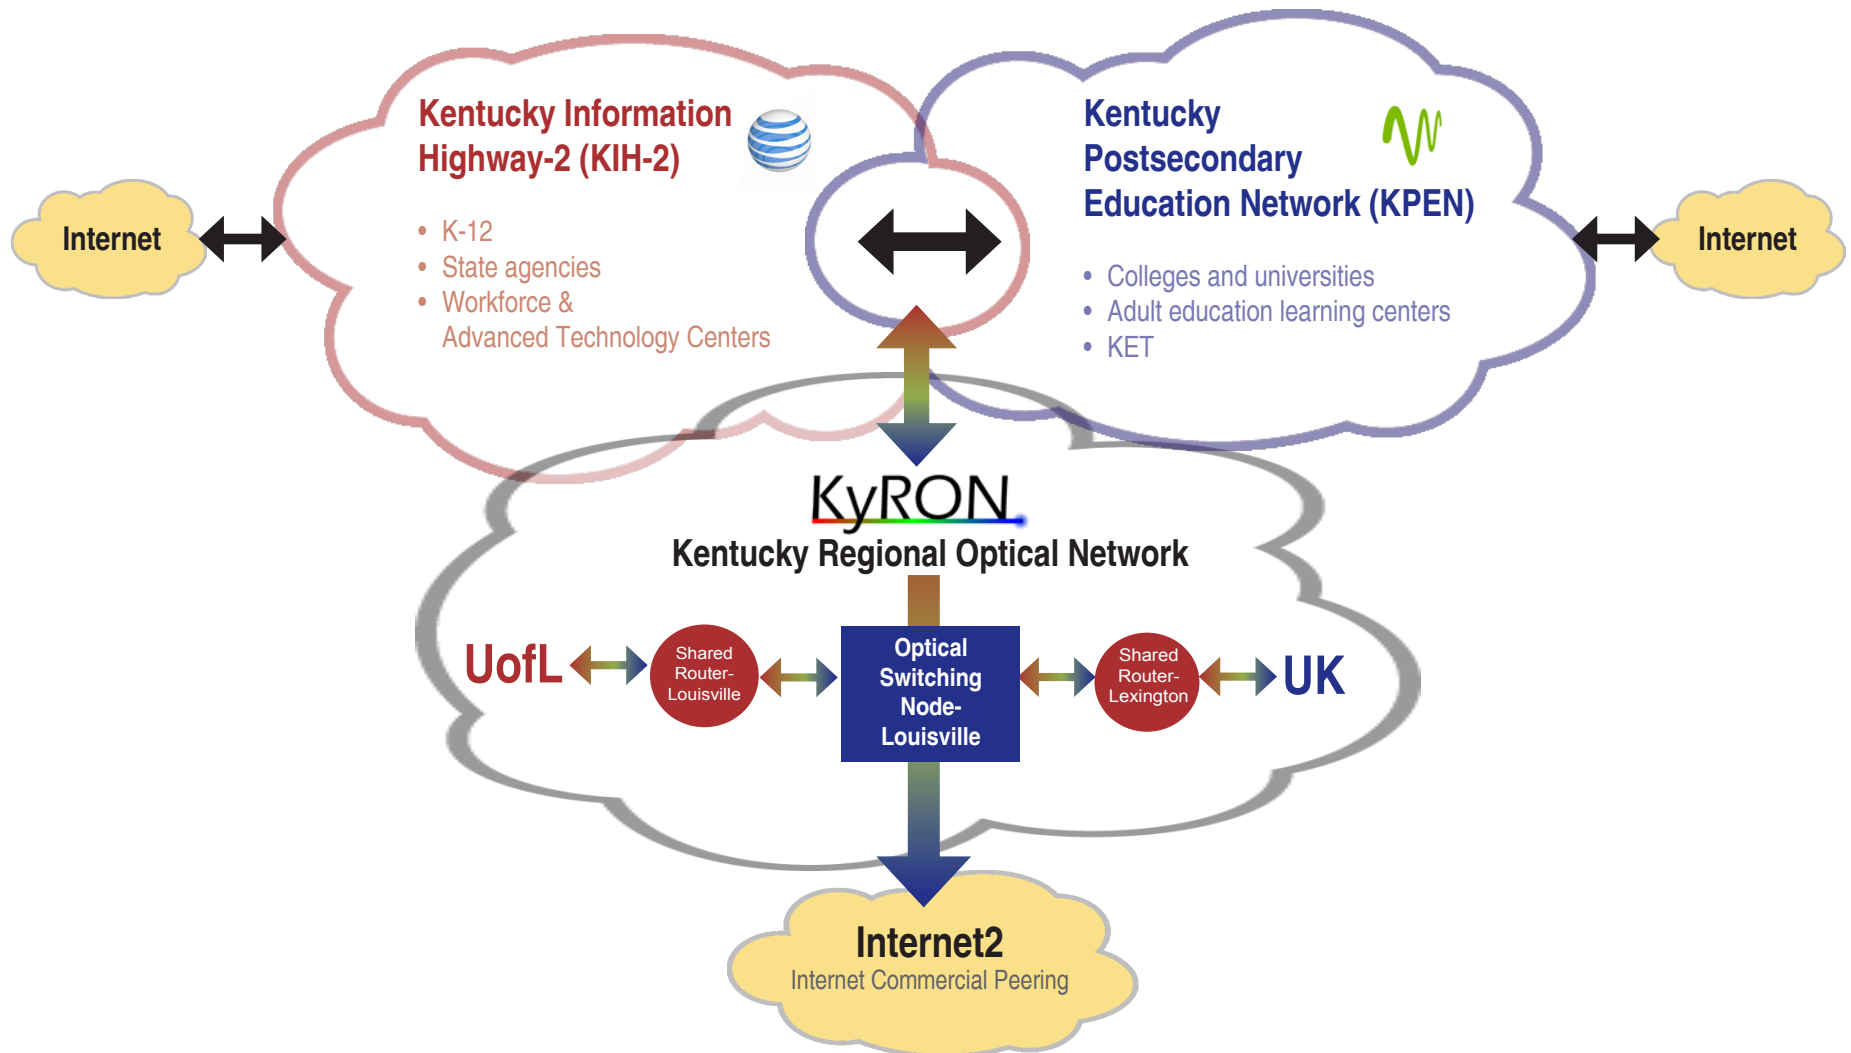 Kentucky Information
Highway-2 (KIH-2)
• K-12
• State agencies
• Workforce &
Advanced Technology Centers
Kentucky
Postsecondary
Education Network (KPEN)
• Colleges and universities
• Adult education learning centers
• KET
Internet
Internet
KyRON
Kentucky Regional Optical Network
UofL
Shared
Router-
Louisville
Optical
Switching
Node-
Louisville
Shared
Router-
Lexington
UK
Internet2
Internet Commercial Peering